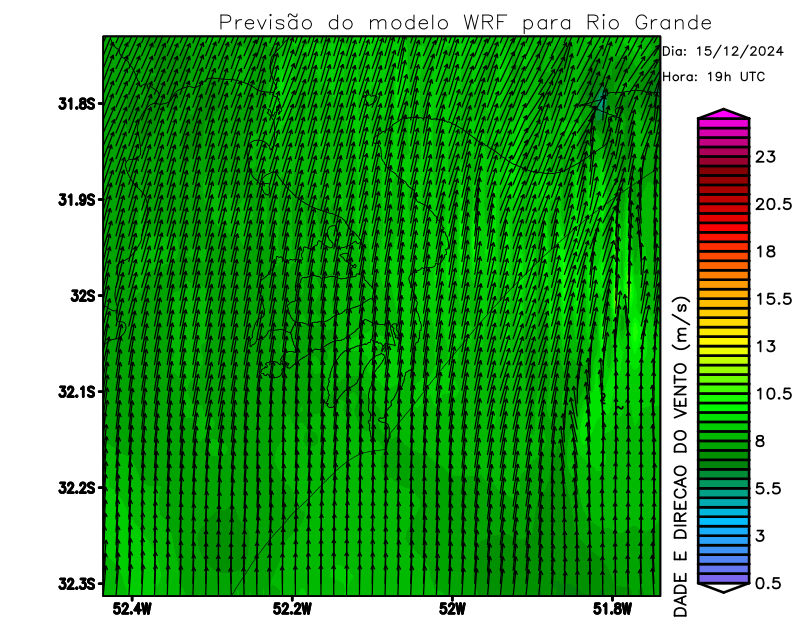 Previsão do modelo WRF para Rio Grande
Dia: 15/12/2024
Hora: 19h UTC
31.8S
31.9S
32S
32.1S
32.2S
32.3S
52.4W
52.2W
52W
51.8W
23
20.5
18
15.5
13
10.5
8
5.5
3
0.5
DADE E DIRECAO DO VENTO (m/s)